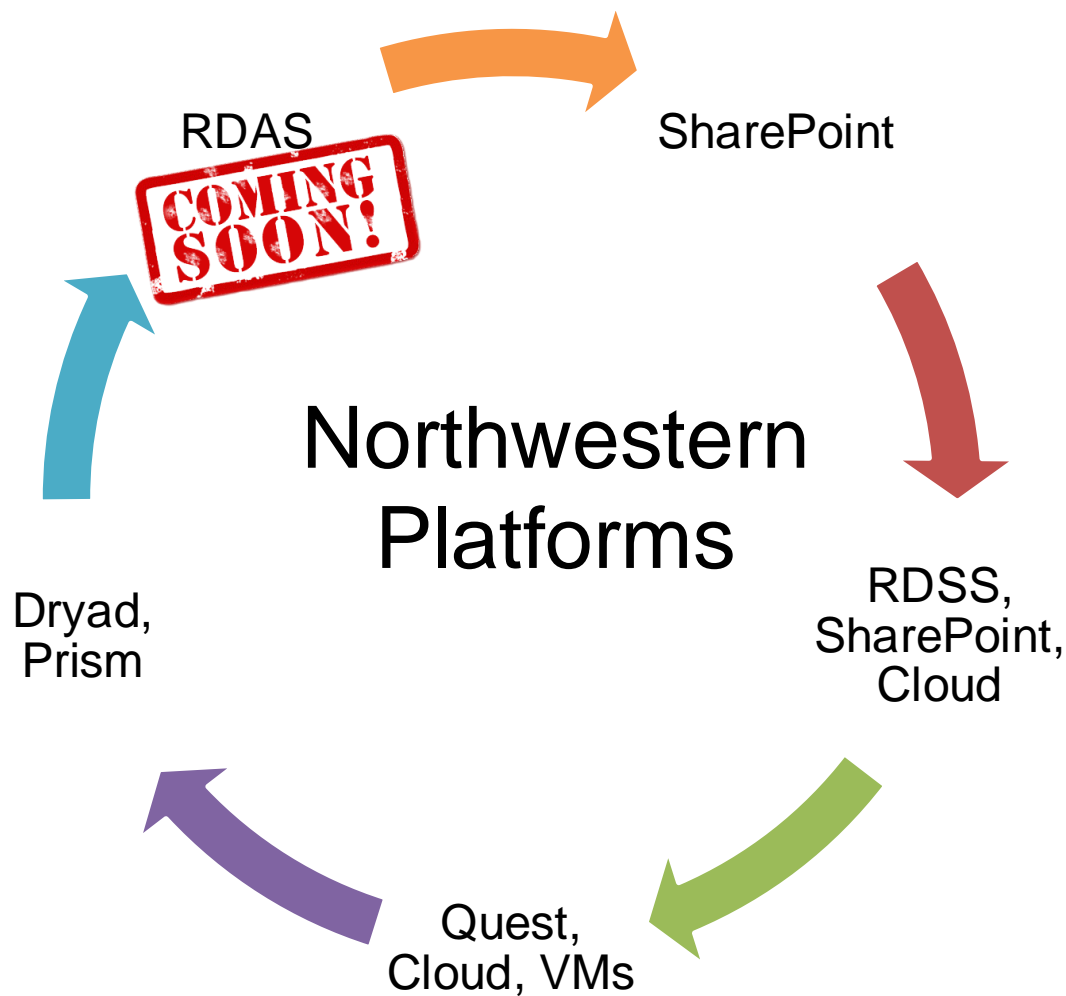 RDAS
COMING
SOON!
SharePoint
Northwestern
Platforms
RDSS,
SharePoint,
Cloud
Quest,
Cloud, VMs
Dryad,
Prism